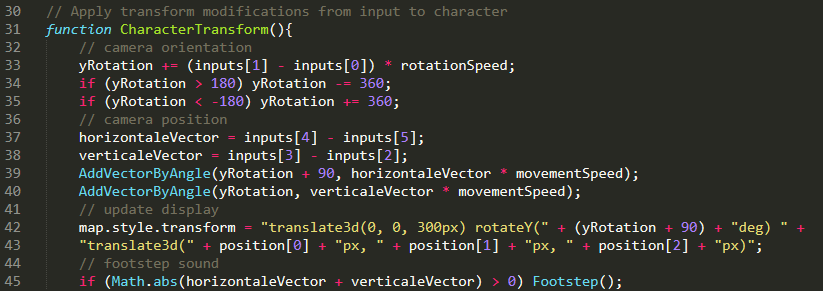 30 // Apply transform modifications from input to character
31 function CharacterTransform(){
32     // camera orientation
33     yRotation += (inputs[1] - inputs[0]) * rotationSpeed;
34     if (yRotation > 180) yRotation -= 360;
35     if (yRotation < -180) yRotation += 360;
36     // camera position
37     horizontaleVector = inputs[4] - inputs[5];
38     verticaleVector = inputs[3] - inputs[2];
39     AddVectorByAngle(yRotation + 90, horizontaleVector * movementSpeed);
40     AddVectorByAngle(yRotation, verticaleVector * movementSpeed);
41     // update display
42     map.style.transform = "translate3d(0, 0, 300px) rotateY(" + (yRotation + 90) + "deg) " +
43     "translate3d(" + position[0] + "px, " + position[1] + "px, " + position[2] + "px)";
44     // footstep sound
45     if (Math.abs(horizontaleVector + verticaleVector) > 0) Footstep();